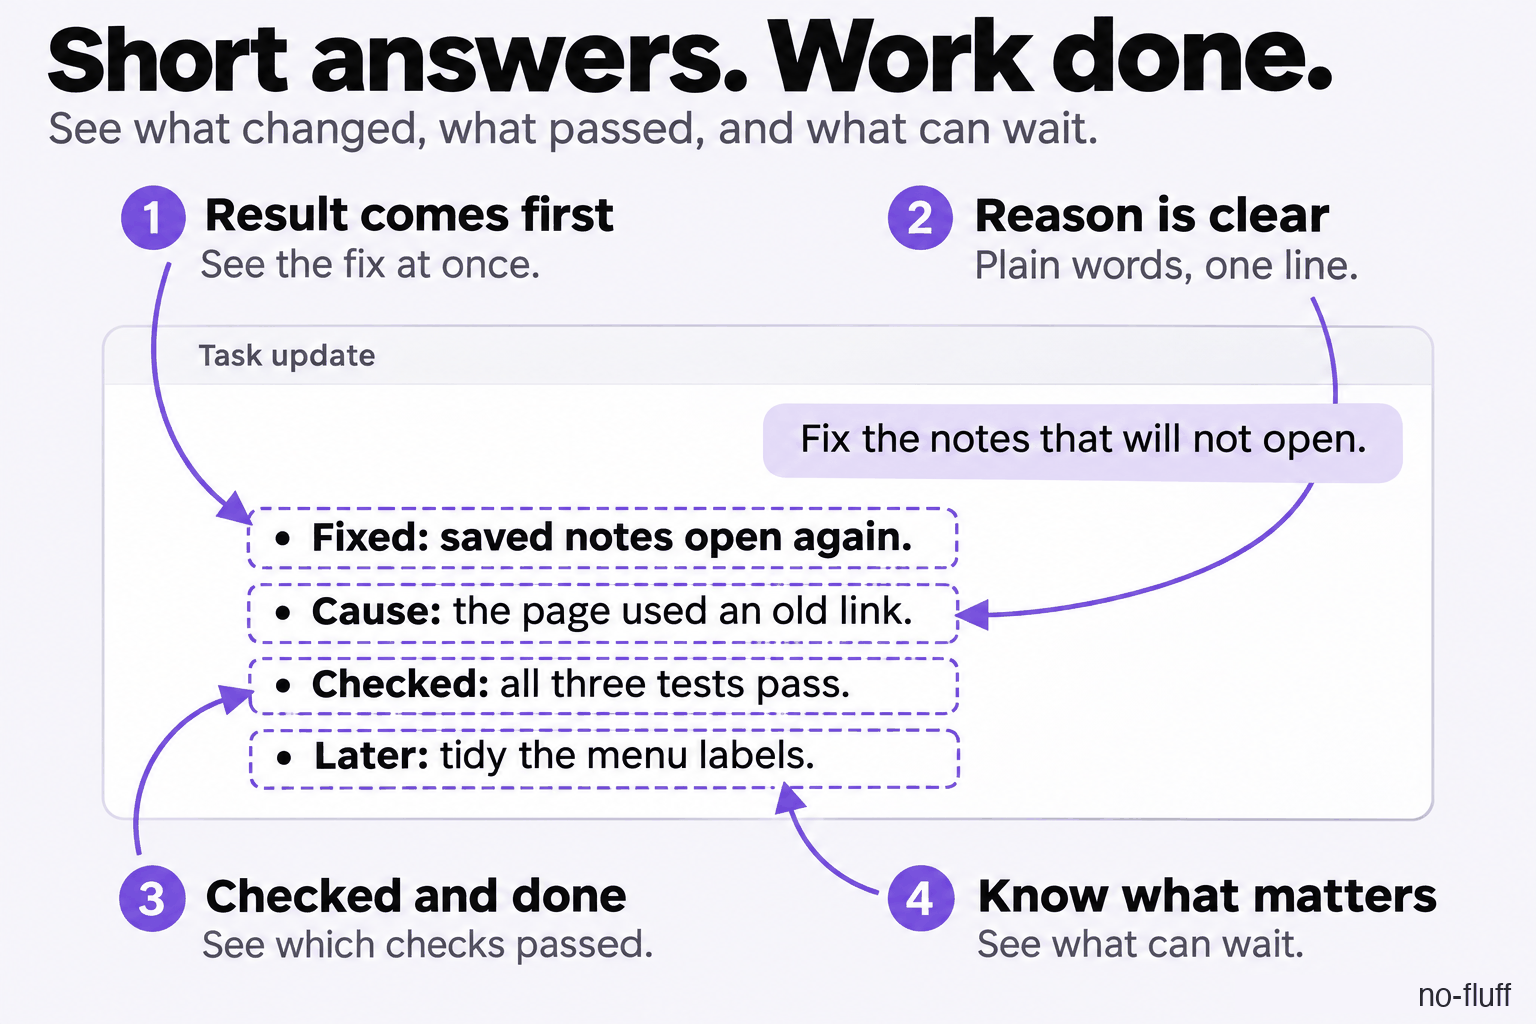 Short answers. Work done.
See what changed, what passed, and what can wait.
1 Result comes first
See the fix at once.
2 Reason is clear
Plain words, one line.
Task update
Fix the notes that will not open.
• Fixed: saved notes open again.
• Cause: the page used an old link.
• Checked: all three tests pass.
• Later: tidy the menu labels.
3 Checked and done
See which checks passed.
4 Know what matters
See what can wait.
no-fluff